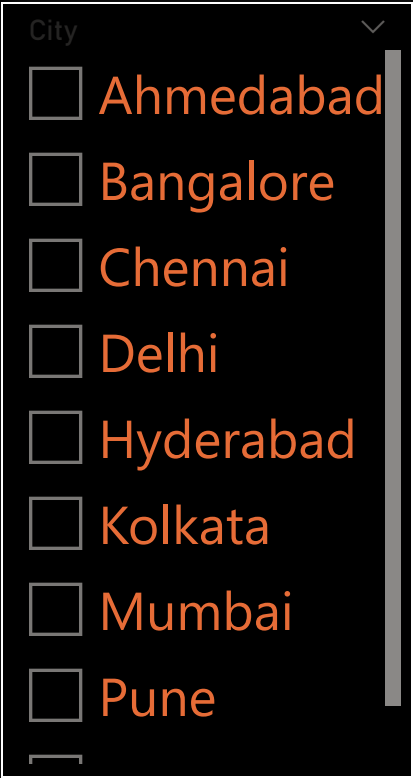 City
Ahmedabad
Bangalore
Chennai
Delhi
Hyderabad
Kolkata
Mumbai
Pune